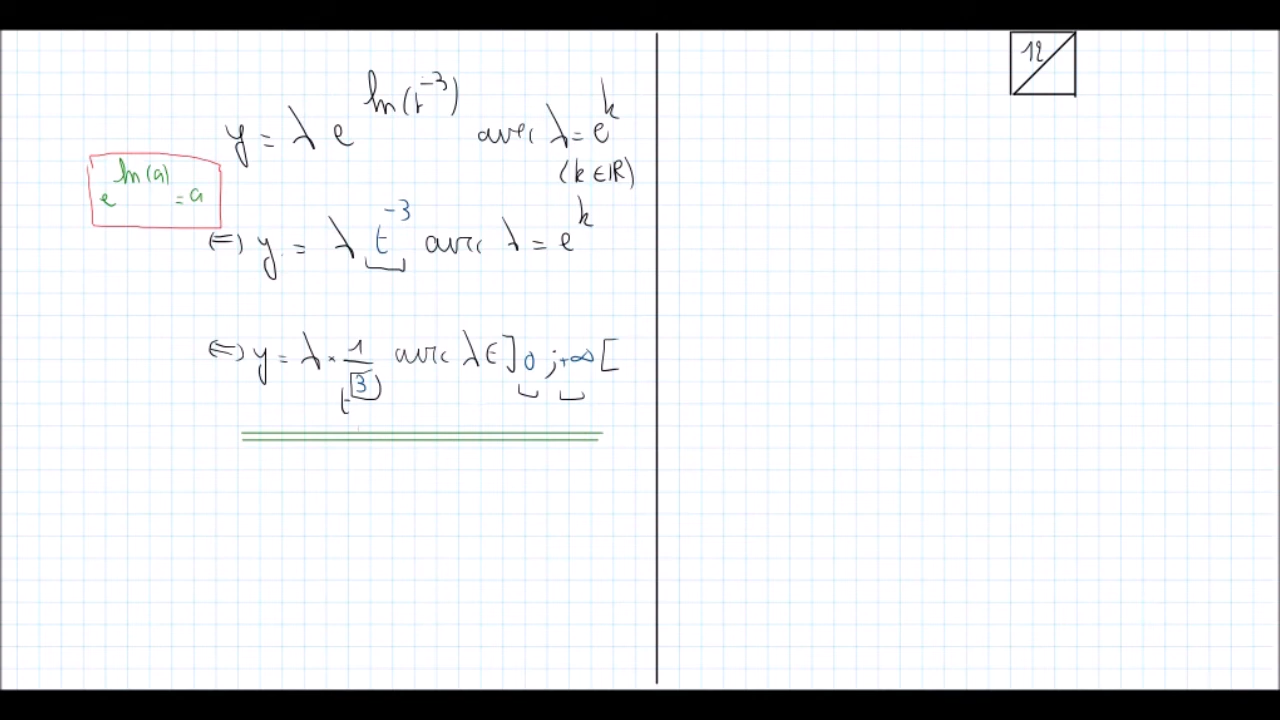 y = λ e^ln(t^-3) avec λ = e^k
(k ∈ ℝ)
e^ln(a) = a
⇔ y = λ t^-3 avec λ = e^k
⇔ y = λ × 1/t^3 avec λ ∈ ]0 ; +∞[
12